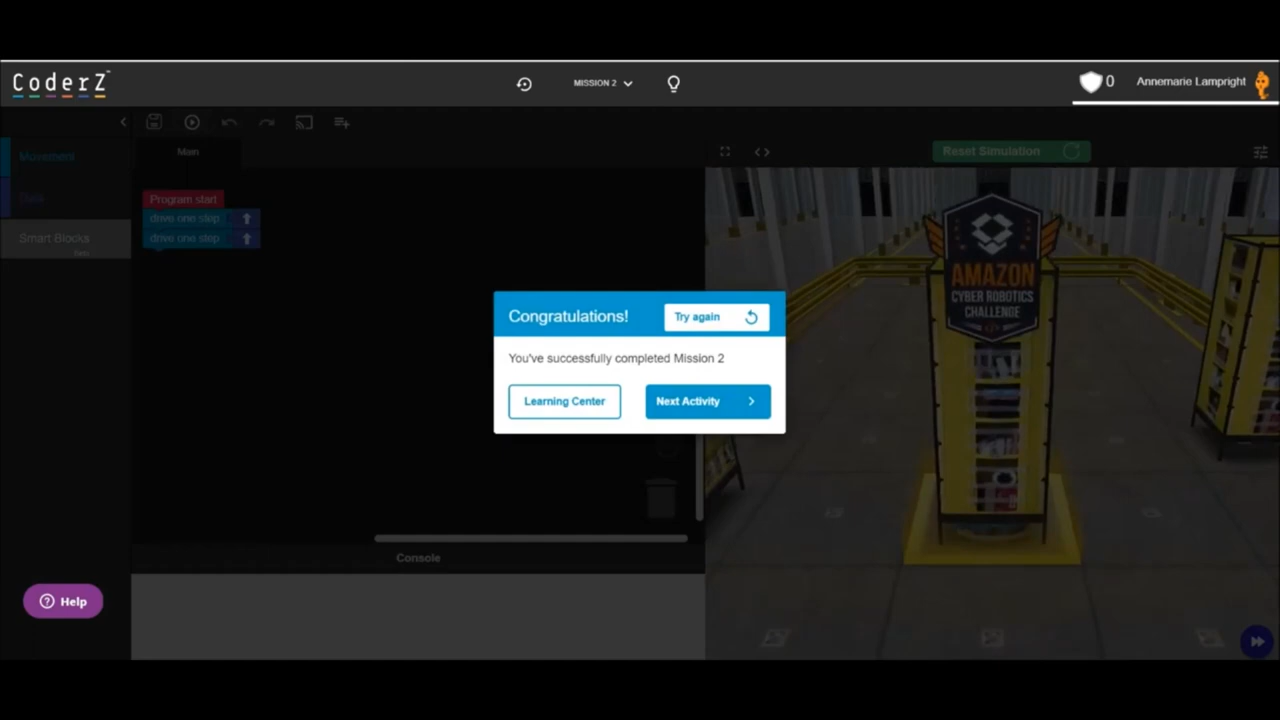 CoderZ
MISSION 2
0
Annemarie Lampright
Movement
Main
Reset Simulation
Program start
drive one step
drive one step
Smart Blocks
Beta
AMAZON
CYBER ROBOTICS
CHALLENGE
Congratulations!
Try again
You've successfully completed Mission 2
Learning Center
Next Activity
Console
Help